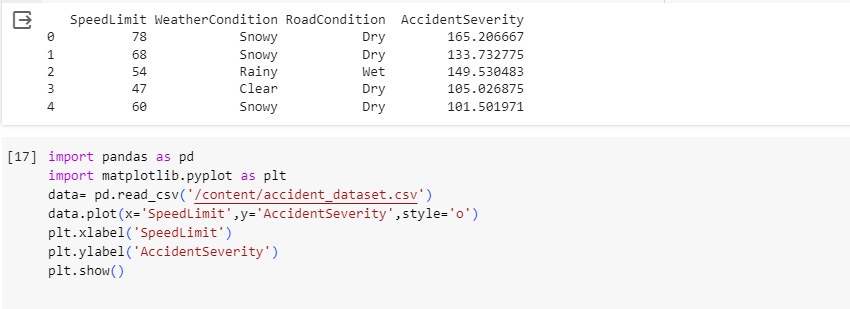 SpeedLimit WeatherCondition RoadCondition AccidentSeverity
0 78 Snowy Dry 165.206667
1 68 Snowy Dry 133.732775
2 54 Rainy Wet 149.530483
3 47 Clear Dry 105.026875
4 60 Snowy Dry 101.501971
[17] import pandas as pd
import matplotlib.pyplot as plt
data= pd.read_csv('/content/accident_dataset.csv')
data.plot(x='SpeedLimit',y='AccidentSeverity',style='o')
plt.xlabel('SpeedLimit')
plt.ylabel('AccidentSeverity')
plt.show()